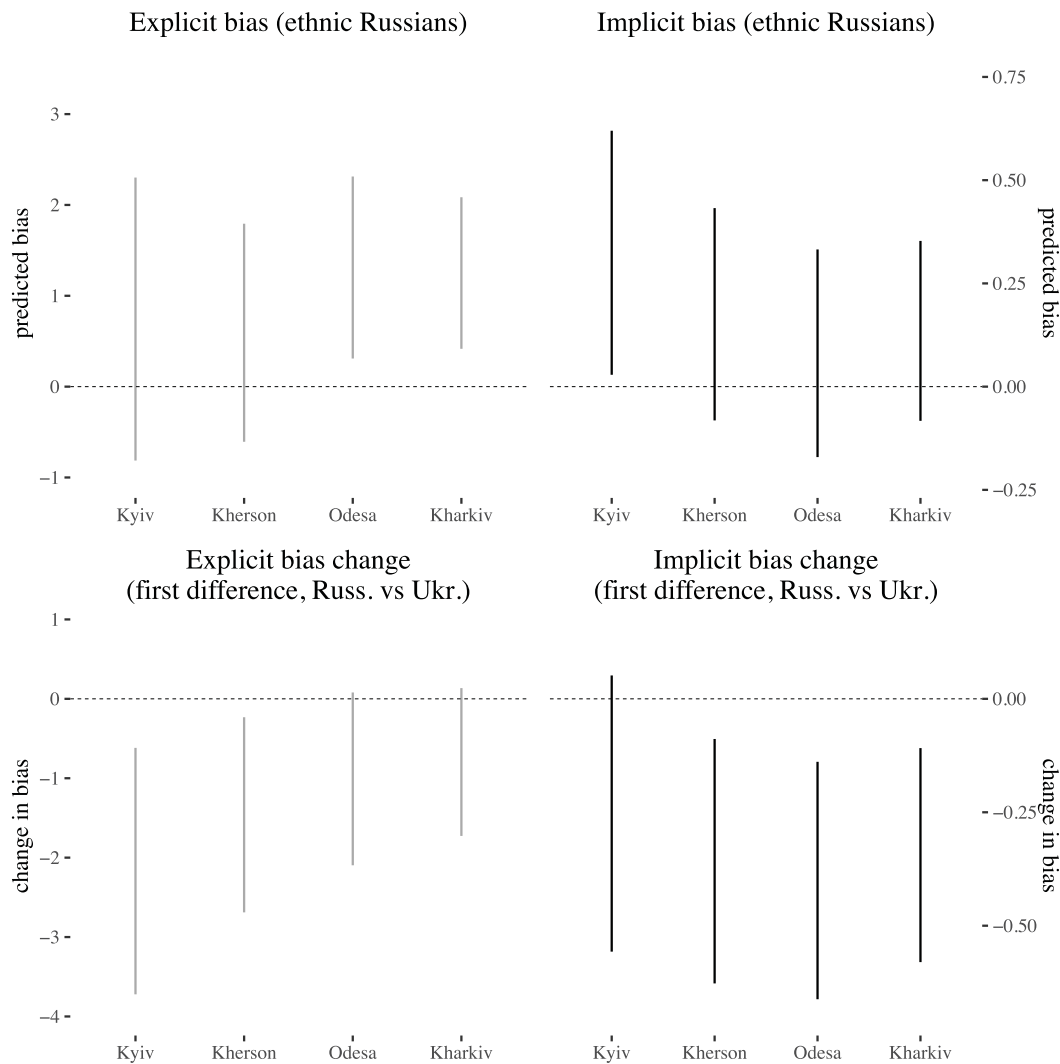 Explicit bias (ethnic Russians)
3
2
1
0
−1
predicted bias
Kyiv Kherson Odesa Kharkiv
Implicit bias (ethnic Russians)
0.75
0.50
0.25
0.00
−0.25
predicted bias
Kyiv Kherson Odesa Kharkiv
Explicit bias change
(first difference, Russ. vs Ukr.)
1
0
−1
−2
−3
−4
change in bias
Kyiv Kherson Odesa Kharkiv
Implicit bias change
(first difference, Russ. vs Ukr.)
0.00
−0.25
−0.50
change in bias
Kyiv Kherson Odesa Kharkiv